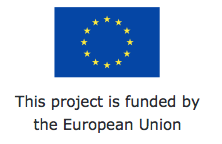 This project is funded by
the European Union